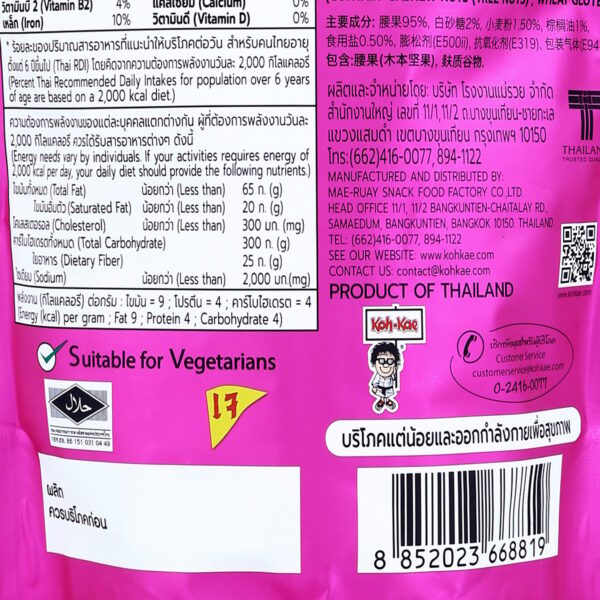 วิตามินบี 2 (Vitamin B2) 4% แคลเซียม (Calcium) 0%
เหล็ก (Iron) 10% วิตามินดี (Vitamin D) 0%
* ร้อยละของปริมาณสารอาหารที่แนะนำให้บริโภคต่อวัน สำหรับคนไทยอายุ
ตั้งแต่ 6 ปีขึ้นไป (Thai RDI) โดยคิดจากความต้องการพลังงานวันละ 2,000 กิโลแคลอรี่
(Percent Thai Recommended Daily Intakes for population over 6 years
of age are based on a 2,000 kcal diet.)
ความต้องการพลังงานของแต่ละบุคคลแตกต่างกัน ผู้ที่ต้องการพลังงานวันละ
2,000 กิโลแคลอรี่ ควรได้รับสารอาหารต่างๆ ดังนี้
(Energy needs vary by individuals. If your activities requires energy of
2,000 kcal per day, your daily diet should provide the following nutrients.)
ไขมันทั้งหมด (Total Fat) น้อยกว่า (Less than) 65 ก. (g)
ไขมันอิ่มตัว (Saturated Fat) น้อยกว่า (Less than) 20 ก. (g)
โคเลสเตอรอล (Cholesterol) น้อยกว่า (Less than) 300 มก. (mg)
คาร์โบไฮเดรตทั้งหมด (Total Carbohydrate) 300 ก. (g)
ใยอาหาร (Dietary Fiber) 25 ก. (g)
โซเดียม (Sodium) น้อยกว่า (Less than) 2,000 มก.(mg)
พลังงาน (กิโลแคลอรี่) ต่อกรัม : ไขมัน = 9 ; โปรตีน = 4 ; คาร์โบไฮเดรต = 4
(Energy (kcal) per gram ; Fat 9 ; Protein 4 ; Carbohydrate 4)
Suitable for Vegetarians
حلال
เจ
ผลิต
ควรบริโภคก่อน
主要成分: 腰果95%, 白砂糖2%, 小麦粉1.50%, 棕榈油1%,
食用盐0.50%, 膨松剂(E500ii), 抗氧化剂(E319), 包装气体(E94
包含:腰果(木本坚果), 麸质谷物.
ผลิตและจำหน่ายโดย: บริษัท โรงงานแม่รวย จำกัด
สำนักงานใหญ่ เลขที่ 11/1, 11/2 ถ.บางขุนเทียน-ชายทะเล
แขวงแสมดำ เขตบางขุนเทียน กรุงเทพฯ 10150
โทร:(662)416-0077, 894-1122
MANUFACTURED AND DISTRIBUTED BY:
MAE-RUAY SNACK FOOD FACTORY CO.,LTD.
HEAD OFFICE 11/1, 11/2 BANGKUNTEIN-CHAITALAY RD,
SAMAEDUM, BANGKUNTEIN, BANGKOK 10150. THAILAND
TEL: (662)416-0077, 894-1122
SEE OUR WEBSITE: www.kohkae.com
CONTACT US: contact@kohkae.com
PRODUCT OF THAILAND
THAILAN
TRUSTED QUAL
www.kohkae.c
Koh-Kae
Customer Service
customerservice@kohkae.com
0-2416-0077
บริโภคแต่น้อยและออกกำลังกายเพื่อสุขภาพ
8 852023 668819